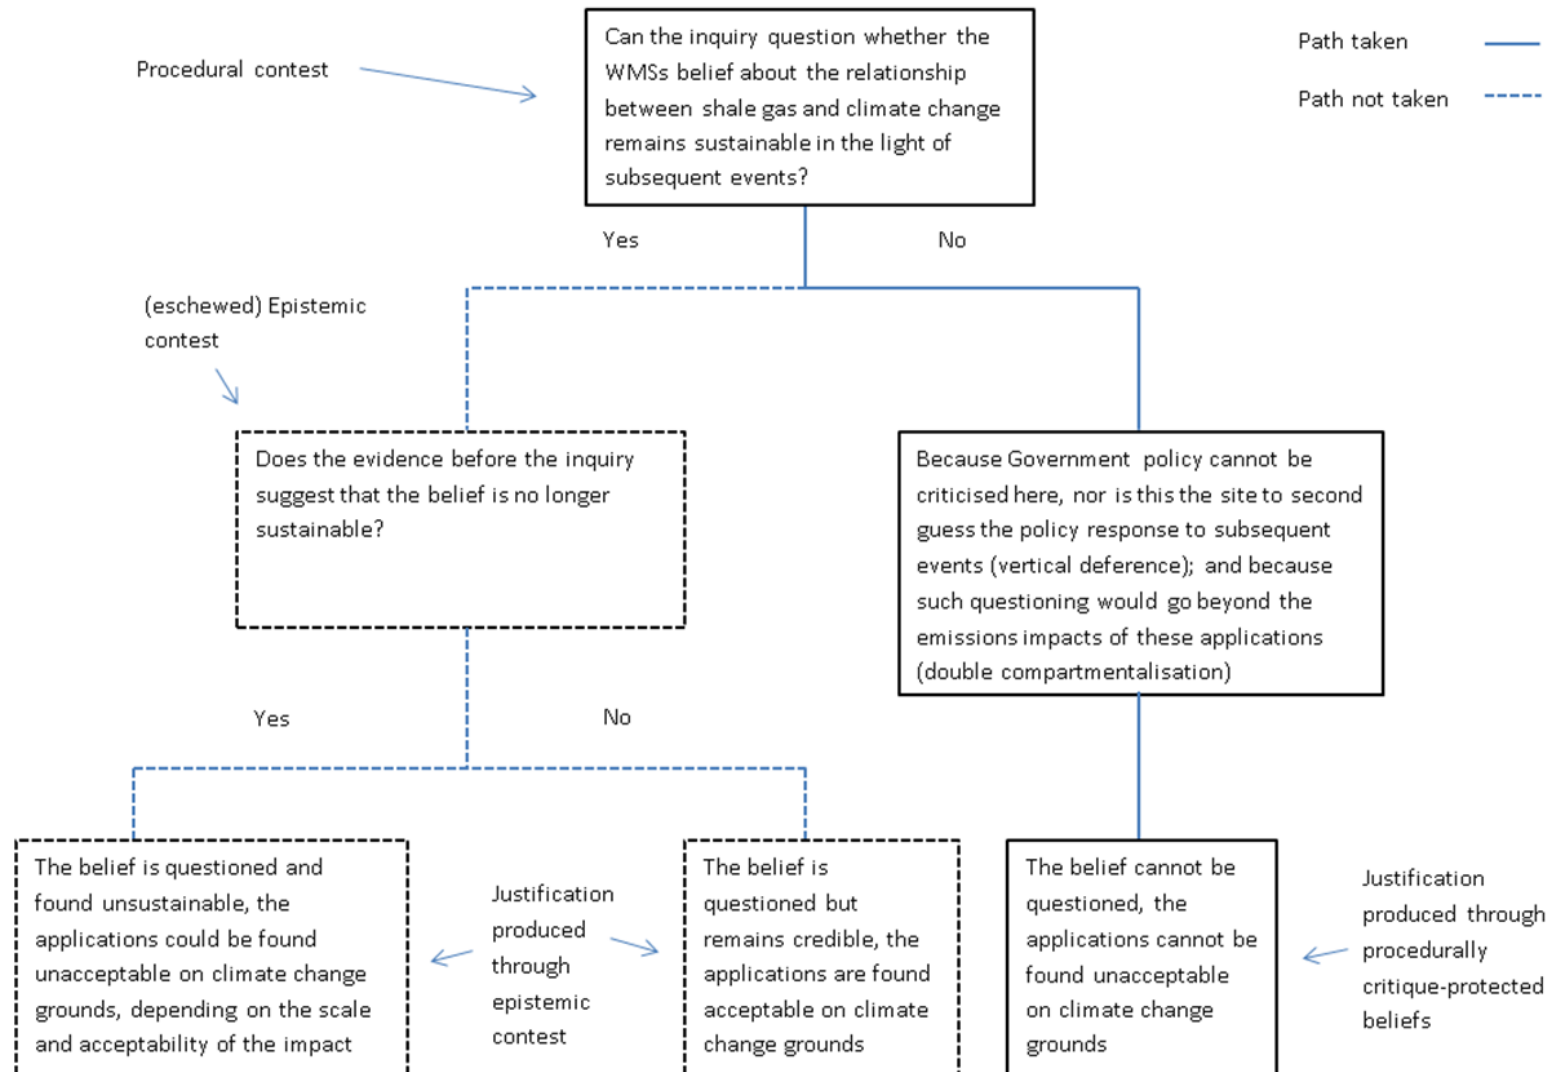 Procedural contest
Can the inquiry question whether the
WMSs belief about the relationship
between shale gas and climate change
remains sustainable in the light of
subsequent events?
Path taken
Path not taken
Yes
No
(eschewed) Epistemic
contest
Does the evidence before the inquiry
suggest that the belief is no longer
sustainable?
Because Government policy cannot be
criticised here, nor is this the site to second
guess the policy response to subsequent
events (vertical deference); and because
such questioning would go beyond the
emissions impacts of these applications
(double compartmentalisation)
Yes
No
The belief is questioned and
found unsustainable, the
applications could be found
unacceptable on climate change
grounds, depending on the scale
and acceptability of the impact
Justification
produced
through
epistemic
contest
The belief is
questioned but
remains credible, the
applications are found
acceptable on climate
change grounds
The belief cannot be
questioned, the
applications cannot be
found unacceptable
on climate change
grounds
Justification
produced through
procedurally
critique-protected
beliefs